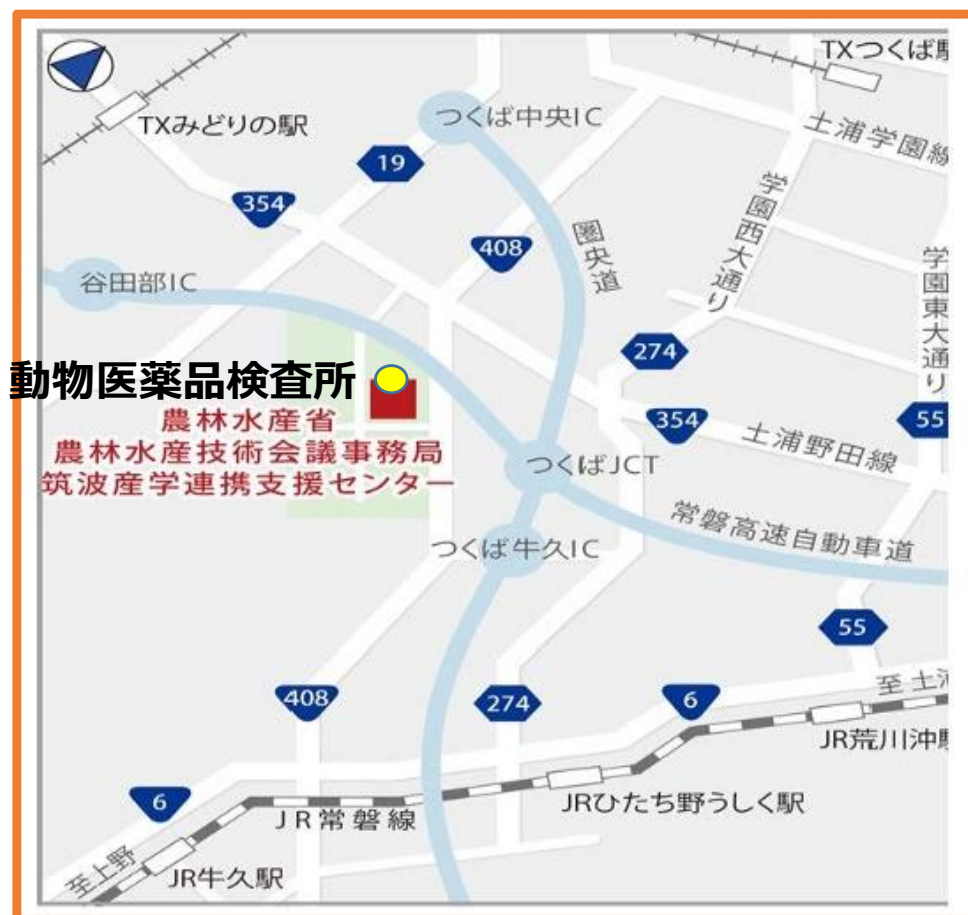 TXつくば駅
TXみどりの駅
つくば中央IC
土浦学園線
19
学園西大通り
354
408
圏央道
学園東大通り
谷田部IC
274
動物医薬品検査所
農林水産省
農林水産技術会議事務局
筑波産学連携支援センター
354
55
土浦野田線
つくばJCT
常磐高速自動車道
つくば牛久IC
55
至 土浦
408
274
6
JR荒川沖駅
6
JR常磐線
JRひたち野うしく駅
至上野
JR牛久駅